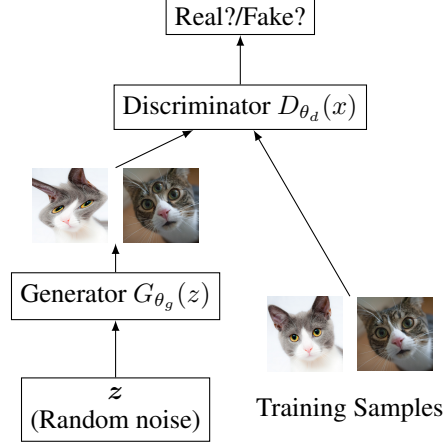 Real?/Fake?
Discriminator $D_{\theta_d}(x)$
Generator $G_{\theta_g}(z)$
z
(Random noise)
Training Samples